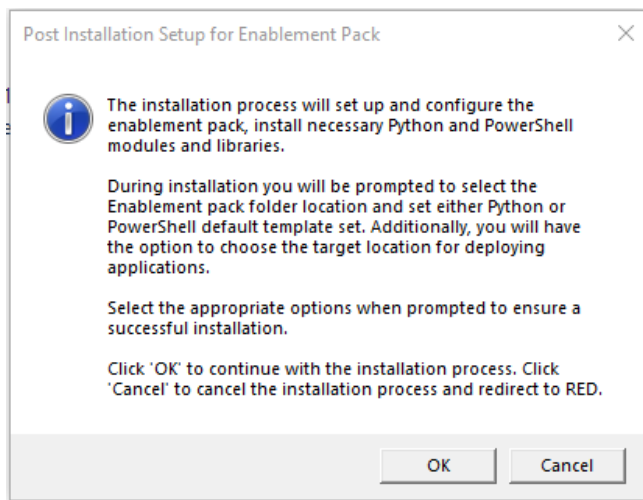 Post Installation Setup for Enablement Pack
The installation process will set up and configure the
enablement pack, install necessary Python and PowerShell
modules and libraries.
During installation you will be prompted to select the
Enablement pack folder location and set either Python or
PowerShell default template set. Additionally, you will have
the option to choose the target location for deploying
applications.
Select the appropriate options when prompted to ensure a
successful installation.
Click 'OK' to continue with the installation process. Click
'Cancel' to cancel the installation process and redirect to RED.
OK
Cancel